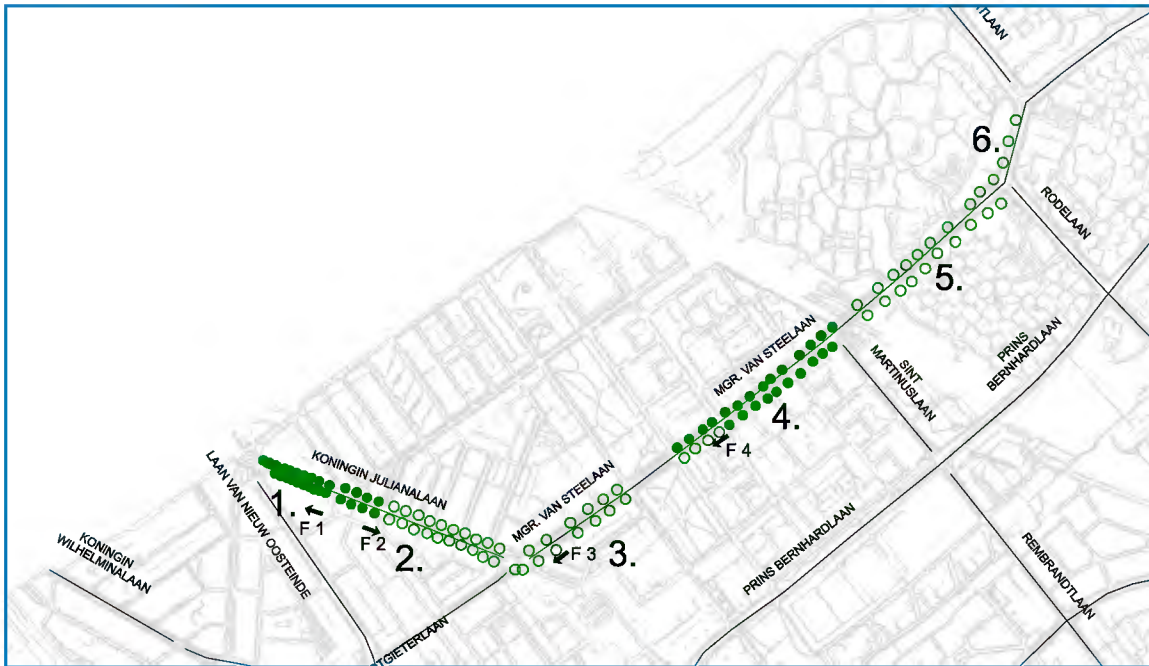 6.
RODELAAN
5.
PRINS
BERNHARDLAAN
MGR. VAN STEELAAN
SINT
MARTINUSLAAN
4.
F 4
KONINGIN JULIANALAAN
LAAN VAN NIEUW OOSTEINDE
1.
F 1
F 2
2.
MGR. VAN STEELAAN
F 3
3.
KONINGIN
WILHELMINALAAN
PRINS BERNHARDLAAN
REMBRANDTLAAN
TGIETERLAAN